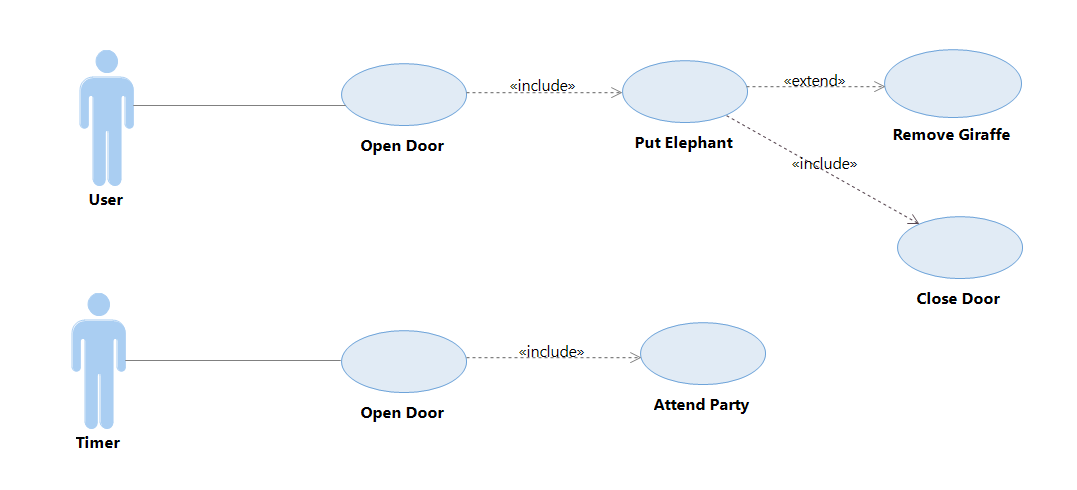 «include»
«extend»
Open Door
Put Elephant
Remove Giraffe
«include»
User
Close Door
«include»
Open Door
Attend Party
Timer